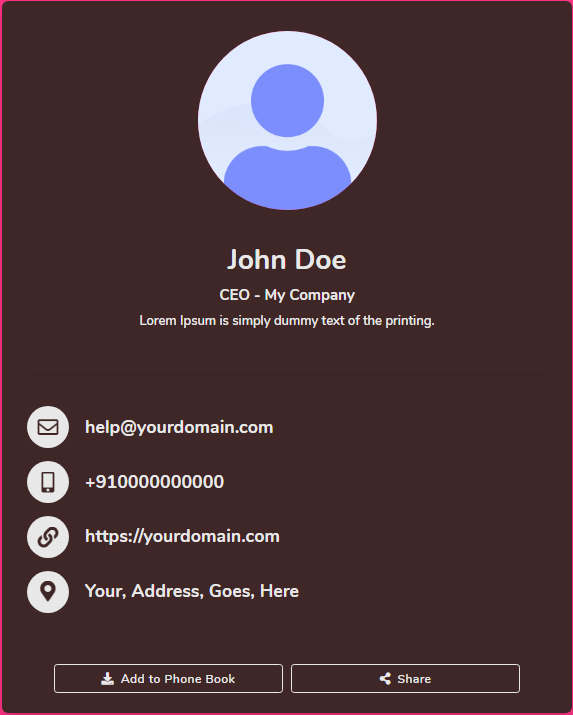 John Doe
CEO - My Company
Lorem Ipsum is simply dummy text of the printing.
help@yourdomain.com
+910000000000
https://yourdomain.com
Your, Address, Goes, Here
Add to Phone Book
Share